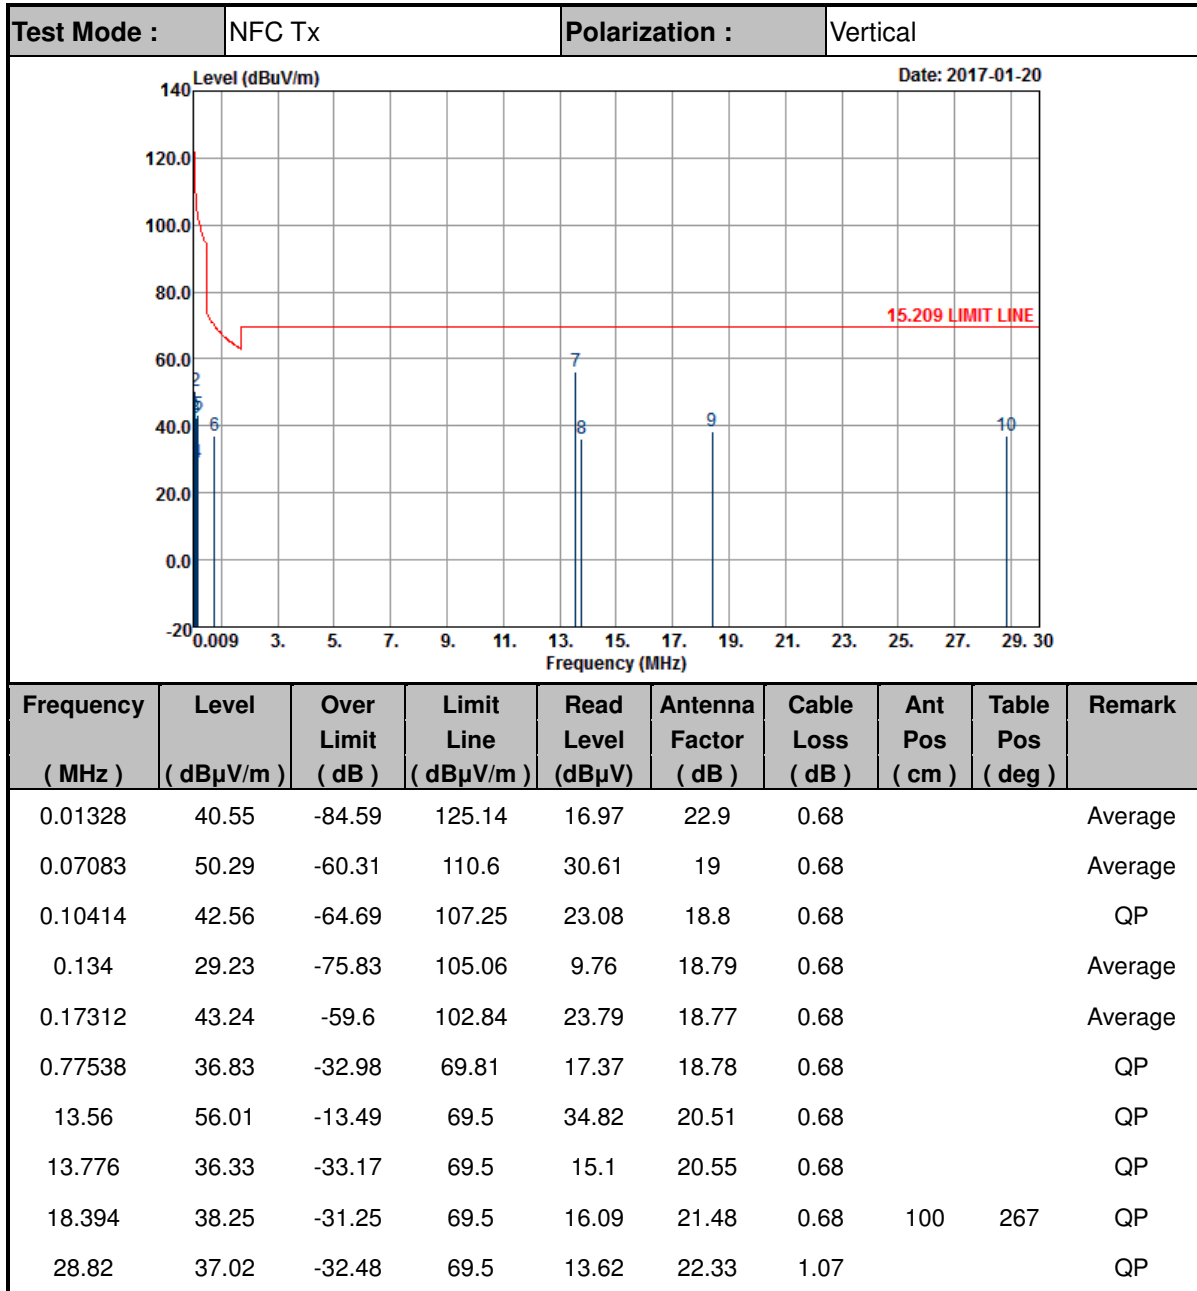 Test Mode : NFC Tx Polarization : Vertical
Level (dBuV/m) Date: 2017-01-20
140
120.0
100.0
80.0
15.209 LIMIT LINE
60.0
40.0
20.0
0.0
-20
2
5
4
6
7
8
9
10
0.009 3. 5. 7. 9. 11. 13. 15. 17. 19. 21. 23. 25. 27. 29. 30
Frequency (MHz)
Frequency Level Over Limit Read Antenna Cable Ant Table Remark
Limit Line Level Factor Loss Pos Pos
( MHz ) ( dBµV/m ) ( dB ) ( dBµV/m ) (dBµV) ( dB ) ( dB ) ( cm ) ( deg )
0.01328 40.55 -84.59 125.14 16.97 22.9 0.68 Average
0.07083 50.29 -60.31 110.6 30.61 19 0.68 Average
0.10414 42.56 -64.69 107.25 23.08 18.8 0.68 QP
0.134 29.23 -75.83 105.06 9.76 18.79 0.68 Average
0.17312 43.24 -59.6 102.84 23.79 18.77 0.68 Average
0.77538 36.83 -32.98 69.81 17.37 18.78 0.68 QP
13.56 56.01 -13.49 69.5 34.82 20.51 0.68 QP
13.776 36.33 -33.17 69.5 15.1 20.55 0.68 QP
18.394 38.25 -31.25 69.5 16.09 21.48 0.68 100 267 QP
28.82 37.02 -32.48 69.5 13.62 22.33 1.07 QP